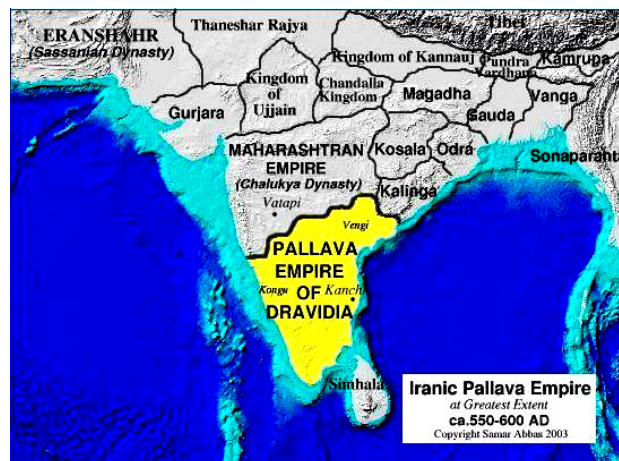 ERANSHAHR
(Sassanian Dynasty)
Thaneshar Rajya
Tibet
Kingdom of Kannauj
Pundra
Vardhana
Kamrupa
Kingdom
of
Ujjain
Chandalla
Kingdom
Magadha
Vanga
Gurjara
Gauda
MAHARASHTRAN
EMPIRE
(Chalukya Dynasty)
Kosala
Odra
Sonaparanta
Kalinga
Vatapi
Vengi
PALLAVA
EMPIRE
OF
DRAVIDIA
Kongu
Kanchi
Simhala
Iranic Pallava Empire
at Greatest Extent
ca.550-600 AD
Copyright Samar Abbas 2003